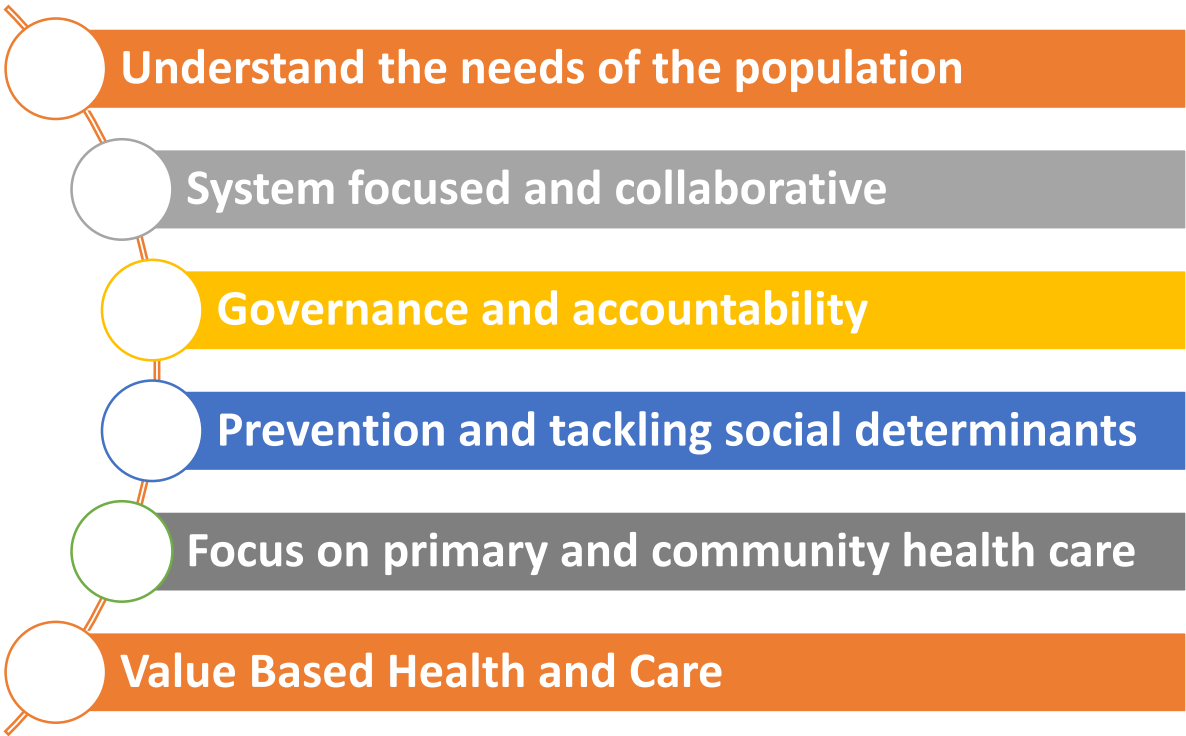 Understand the needs of the population
System focused and collaborative
Governance and accountability
Prevention and tackling social determinants
Focus on primary and community health care
Value Based Health and Care